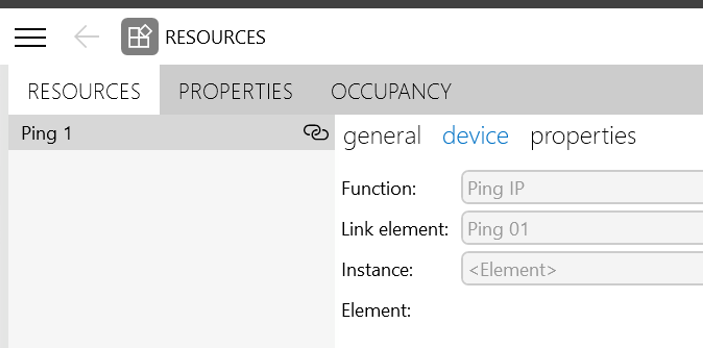 RESOURCES
RESOURCES PROPERTIES OCCUPANCY
Ping 1
general device properties
Function: Ping IP
Link element: Ping 01
Instance: <Element>
Element: